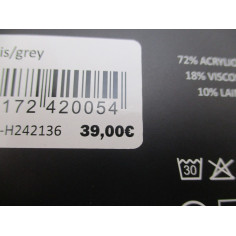 is/grey
172 420054
-H242136 39,00€
72% ACRYLI
18% VISCO
10% LAI
30